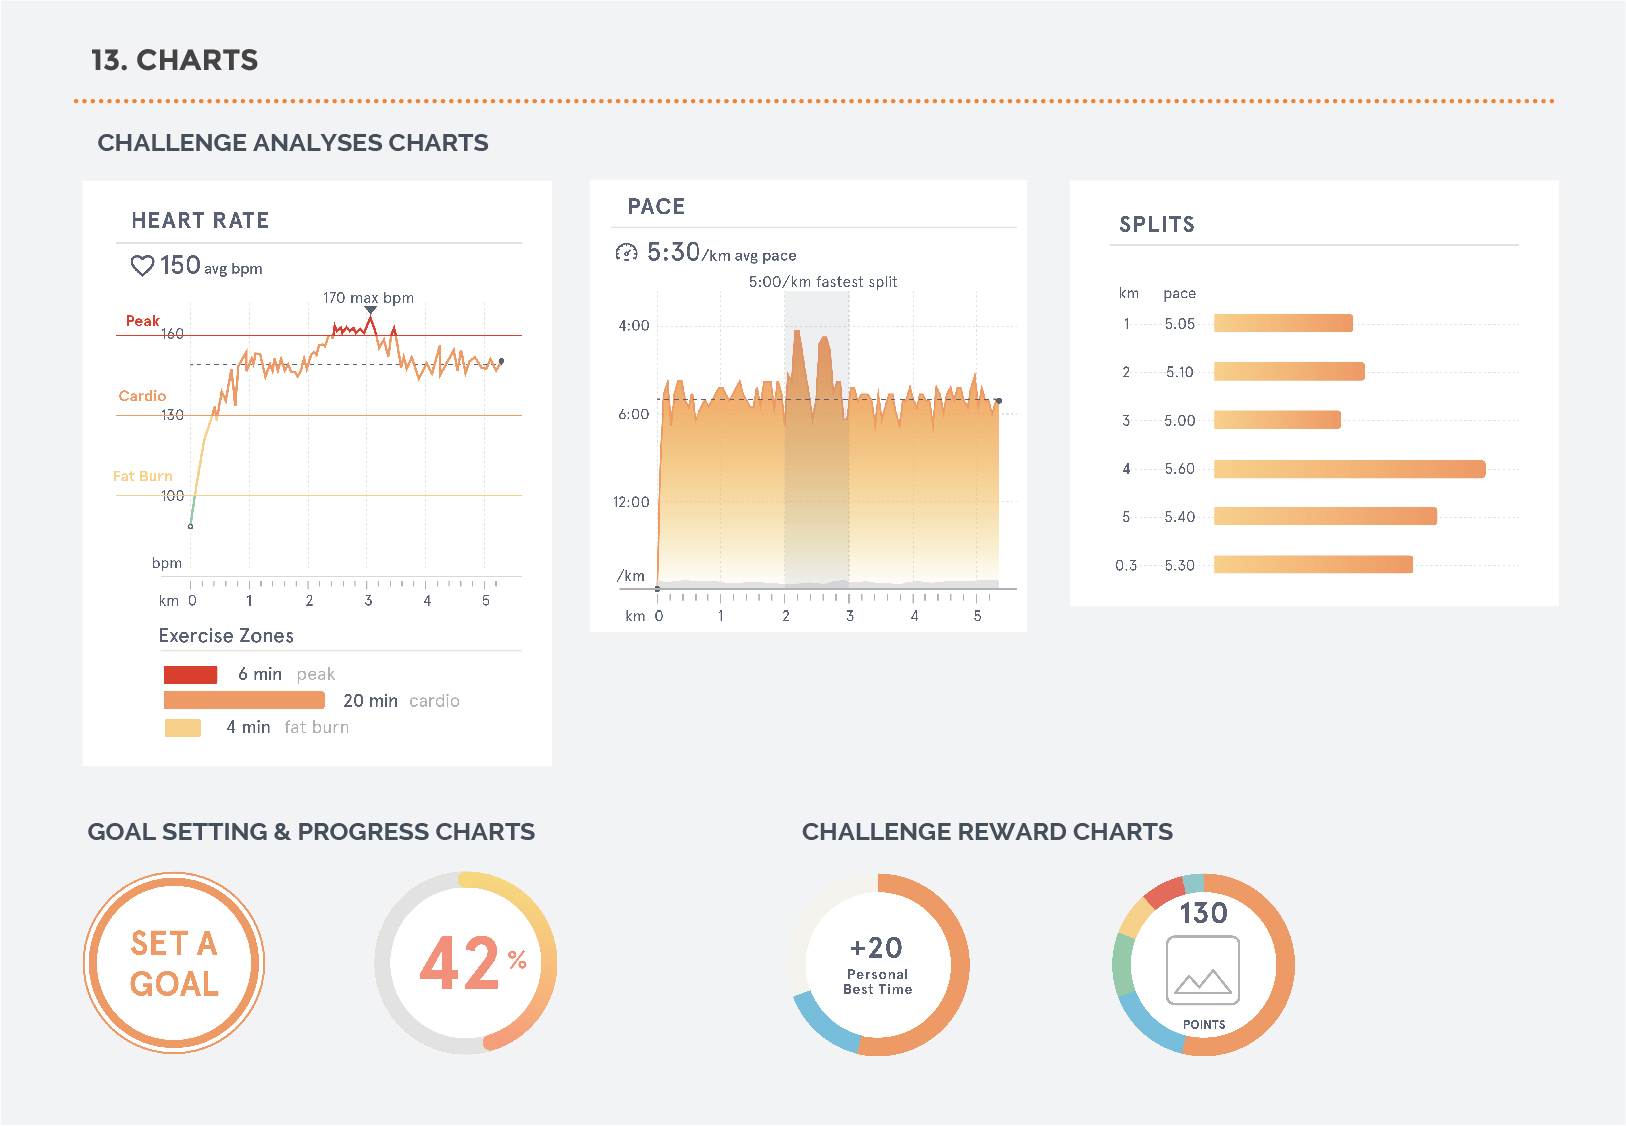 13. CHARTS
CHALLENGE ANALYSES CHARTS
HEART RATE
150 avg bpm
170 max bpm
Peak
160
Cardio
130
Fat Burn
100
bpm
km 0 1 2 3 4 5
Exercise Zones
6 min peak
20 min cardio
4 min fat burn
PACE
5:30/km avg pace
5:00/km fastest split
4:00
6:00
12:00
/km
km 0 1 2 3 4 5
SPLITS
km pace
1 5.05
2 5.10
3 5.00
4 5.60
5 5.40
0.3 5.30
GOAL SETTING & PROGRESS CHARTS
SET A
GOAL
42 %
CHALLENGE REWARD CHARTS
+20
Personal
Best Time
130
POINTS